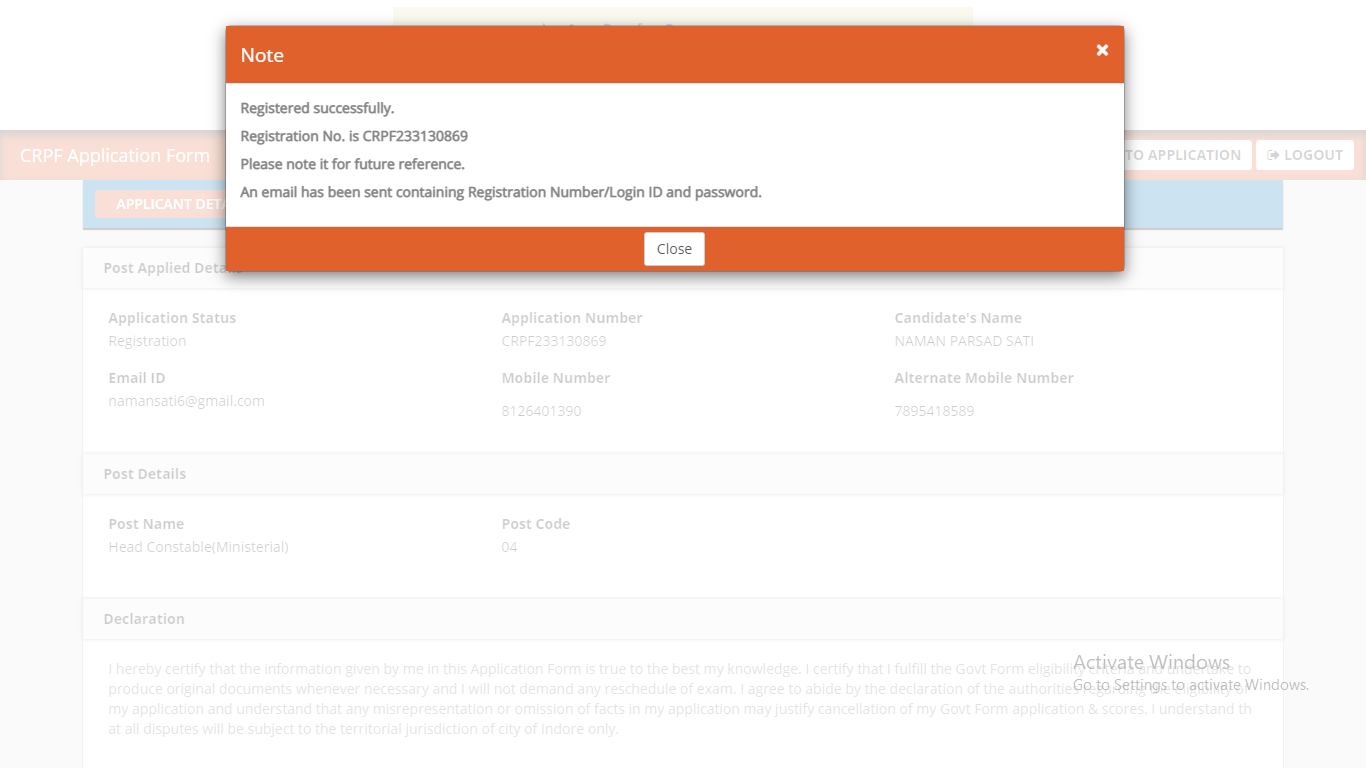 Note
Registered successfully.
Registration No. is CRPF233130869
Please note it for future reference.
An email has been sent containing Registration Number/Login ID and password.
Close
CRPF Application Form
TO APPLICATION
LOGOUT
APPLICANT DETA
Post Applied Details
Application Status
Application Number
Candidate's Name
Registration
CRPF233130869
NAMAN PARSAD SATI
Email ID
Mobile Number
Alternate Mobile Number
namansati6@gmail.com
8126401390
7895418589
Post Details
Post Name
Post Code
Head Constable(Ministerial)
04
Declaration
I hereby certify that the information given by me in this Application Form is true to the best my knowledge. I certify that I fulfill the Govt Form eligibility criteria and undertake to
produce original documents whenever necessary and I will not demand any reschedule of exam. I agree to abide by the declaration of the authorities regarding the eligibility of
my application and understand that any misrepresentation or omission of facts in my application may justify cancellation of my Govt Form application & scores. I understand th
at all disputes will be subject to the territorial jurisdiction of city of Indore only.
Activate Windows
Go to Settings to activate Windows.